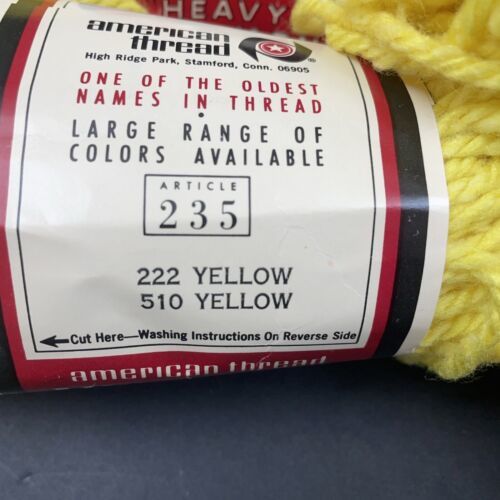 HEAVY
american
thread ®
High Ridge Park, Stamford, Conn. 06905
ONE OF THE OLDEST
NAMES IN THREAD
•
LARGE RANGE OF
COLORS AVAILABLE
ARTICLE
235
222 YELLOW
510 YELLOW
←Cut Here—Washing Instructions On Reverse Side
american thread